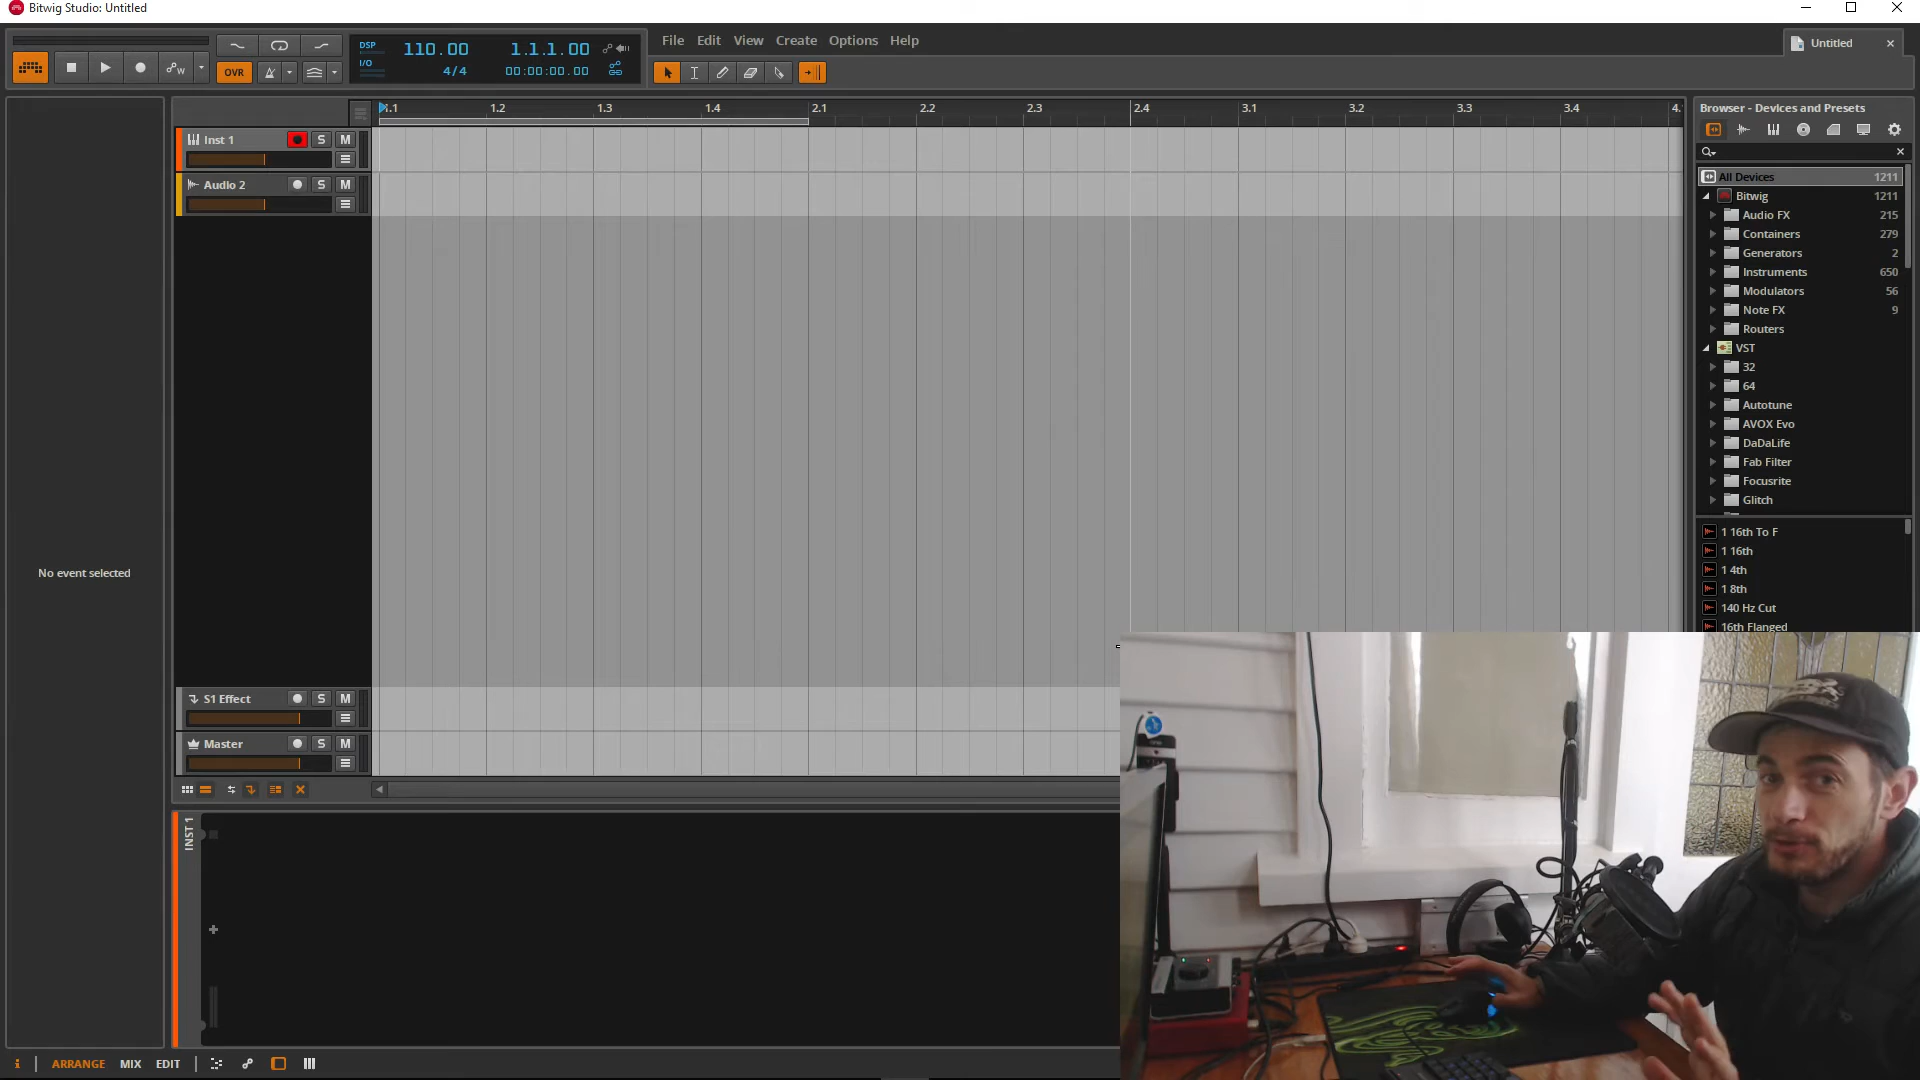 Bitwig Studio: Untitled
File Edit View Create Options Help
Untitled
DSP
I/O
110.00
4/4
1.1.1.00
00:00:00.00
OVR
1.1 1.2 1.3 1.4 2.1 2.2 2.3 2.4 3.1 3.2 3.3 3.4 4.
Inst 1 S M
Audio 2 S M
No event selected
S1 Effect S M
Master S M
INST 1
Browser - Devices and Presets
All Devices 1211
Bitwig 1211
Audio FX 215
Containers 279
Generators 2
Instruments 650
Modulators 56
Note FX 9
Routers
VST
32
64
Autotune
AVOX Evo
DaDaLife
Fab Filter
Focusrite
Glitch
1 16th To F
1 16th
1 4th
1 8th
140 Hz Cut
16th Flanged
i ARRANGE MIX EDIT